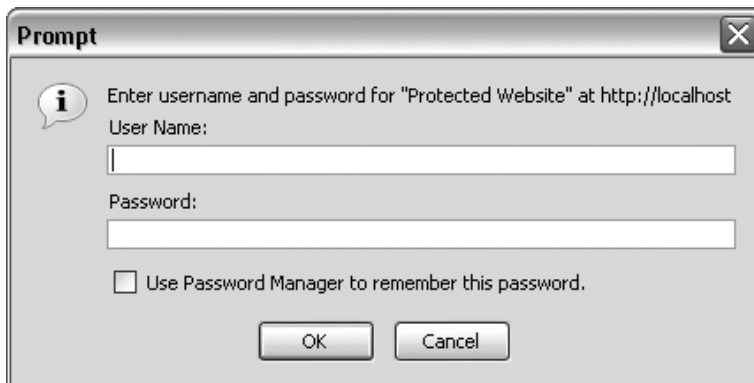 Prompt
Enter username and password for "Protected Website" at http://localhost
User Name:
Password:
Use Password Manager to remember this password.
OK
Cancel